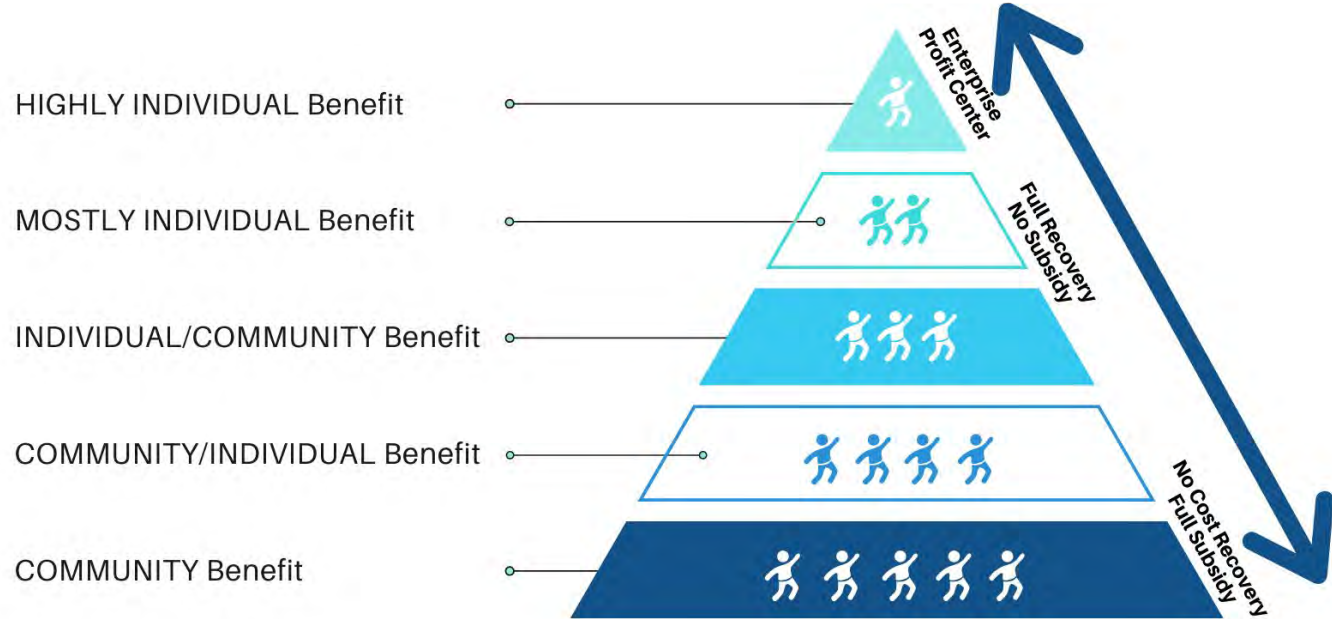 HIGHLY INDIVIDUAL Benefit
Enterprise
Profit Center
MOSTLY INDIVIDUAL Benefit
Full Recovery
No Subsidy
INDIVIDUAL/COMMUNITY Benefit
COMMUNITY/INDIVIDUAL Benefit
No Cost Recovery
Full Subsidy
COMMUNITY Benefit